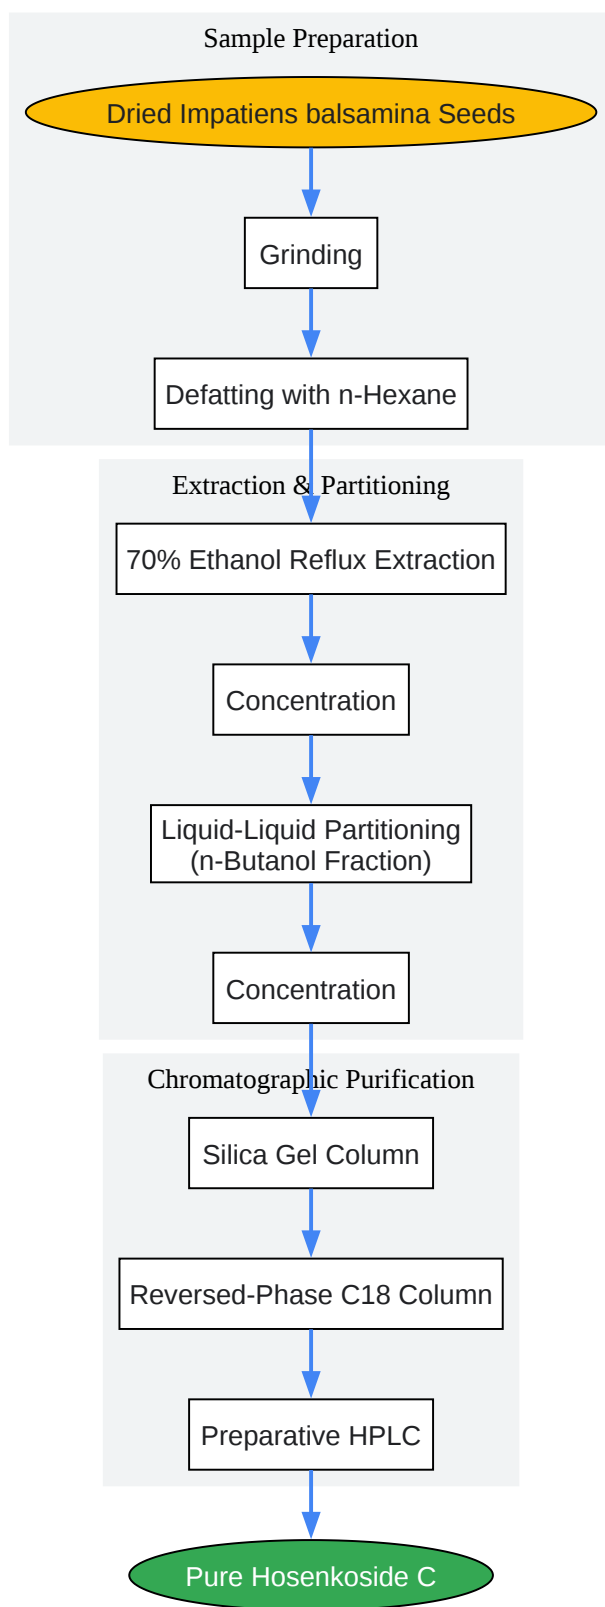 Sample Preparation
Dried Impatiens balsamina Seeds
Grinding
Defatting with n-Hexane
Extraction & Partitioning
70% Ethanol Reflux Extraction
Concentration
Liquid-Liquid Partitioning
(n-Butanol Fraction)
Concentration
Chromatographic Purification
Silica Gel Column
Reversed-Phase C18 Column
Preparative HPLC
Pure Hosenkoside C